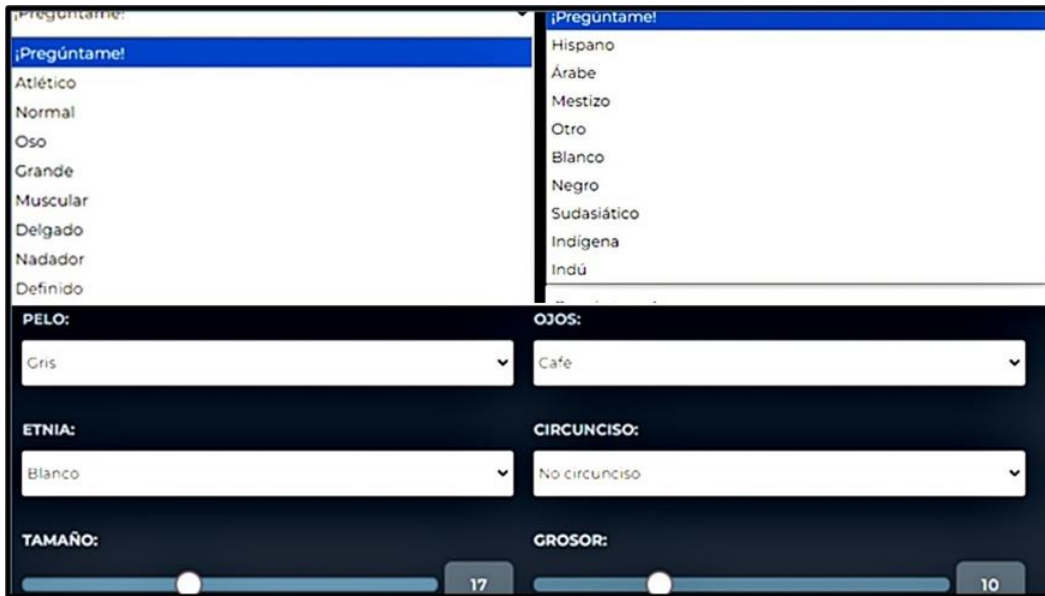 ¡Pregúntame!
¡Pregúntame!
Atlético
Normal
Oso
Grande
Muscular
Delgado
Nadador
Definido
¡Pregúntame!
Hispano
Árabe
Mestizo
Otro
Blanco
Negro
Sudasiático
Indígena
Indú
PELO:
OJOS:
Gris
Café
ETNIA:
CIRCUNCISO:
Blanco
No circunciso
TAMAÑO:
GROSOR:
17
10